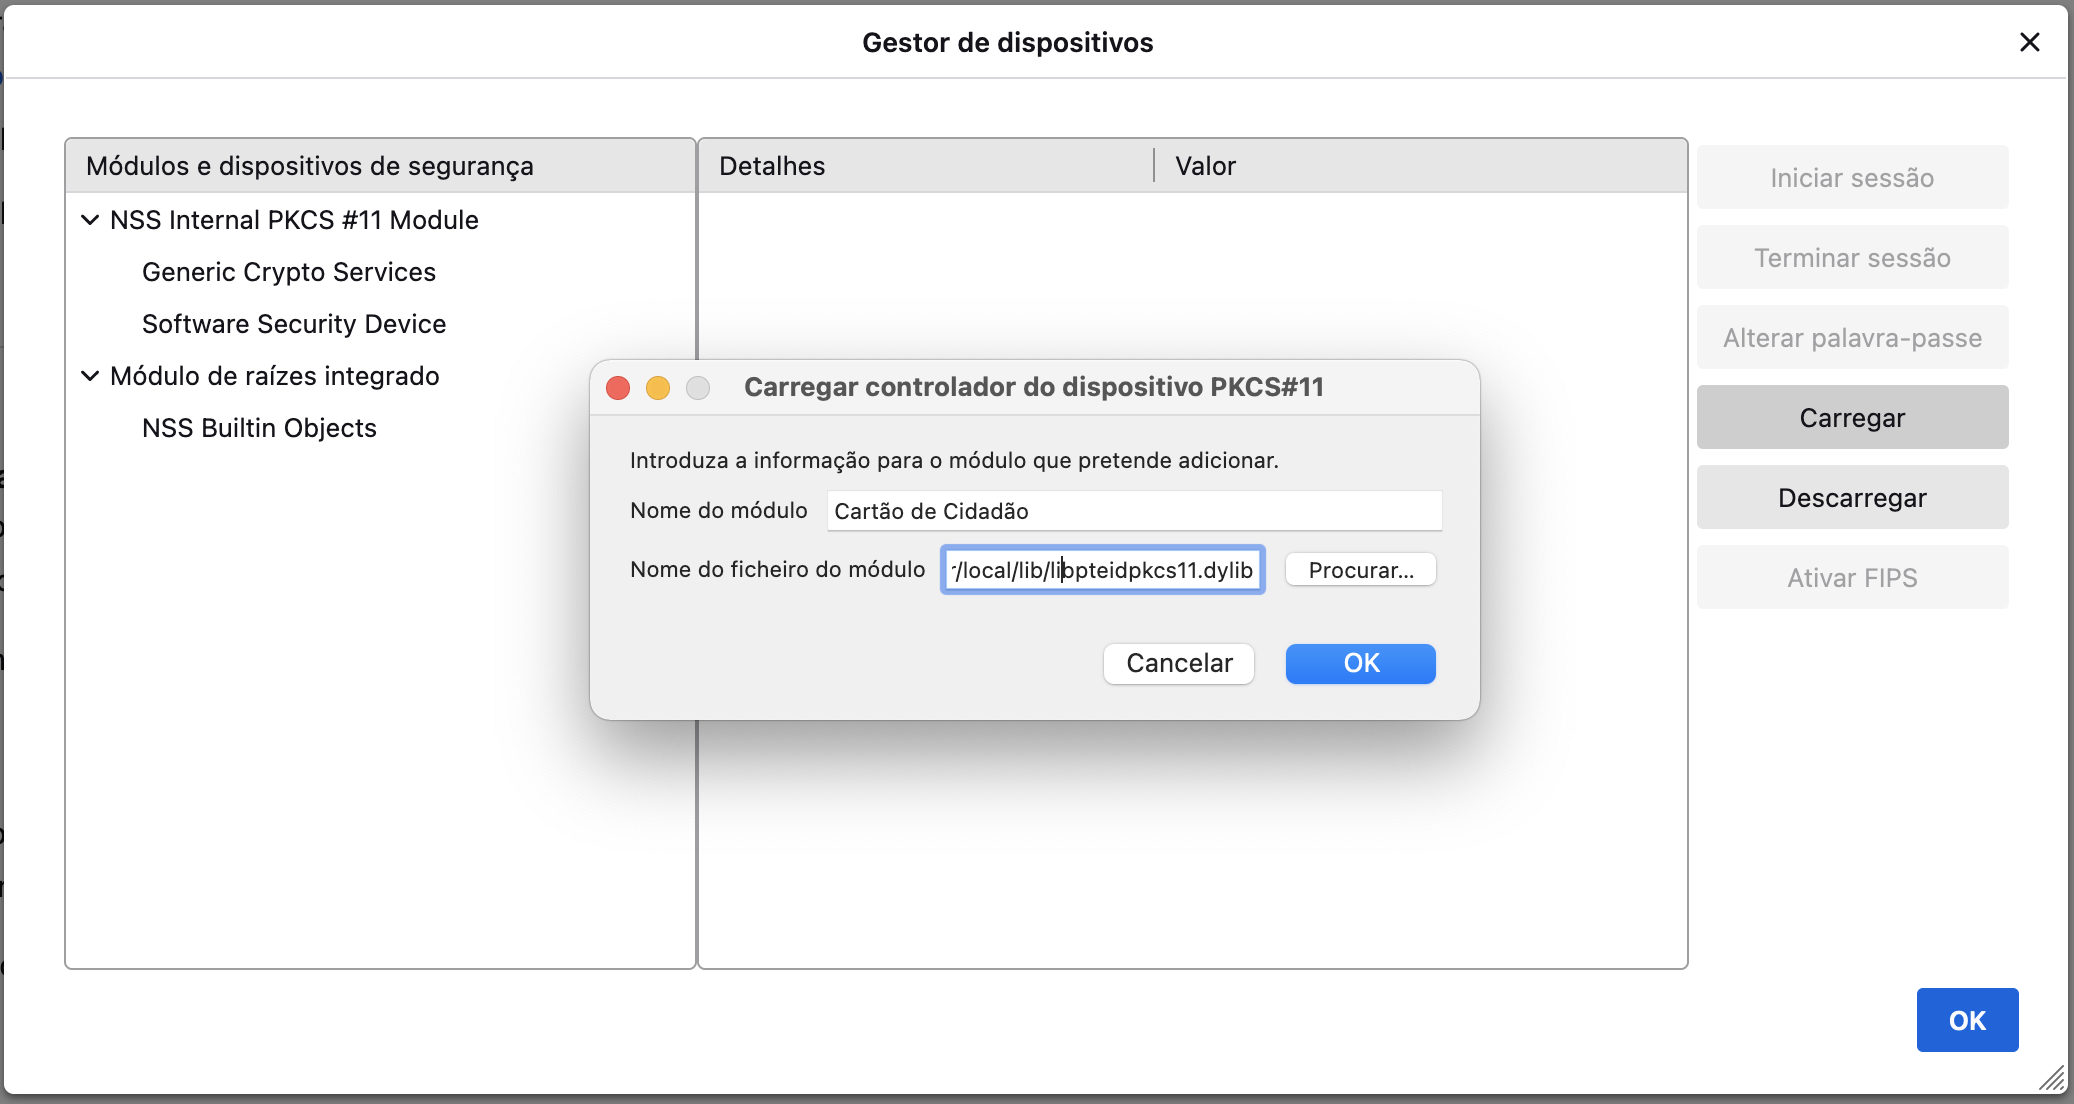 Gestor de dispositivos
Módulos e dispositivos de segurança
Detalhes
Valor
NSS Internal PKCS #11 Module
Generic Crypto Services
Software Security Device
Módulo de raízes integrado
NSS Builtin Objects
Iniciar sessão
Terminar sessão
Alterar palavra-passe
Carregar
Descarregar
Ativar FIPS
Carregar controlador do dispositivo PKCS#11
Introduza a informação para o módulo que pretende adicionar.
Nome do módulo Cartão de Cidadão
Nome do ficheiro do módulo r/local/lib/libpteidpkcs11.dylib Procurar...
Cancelar OK
OK